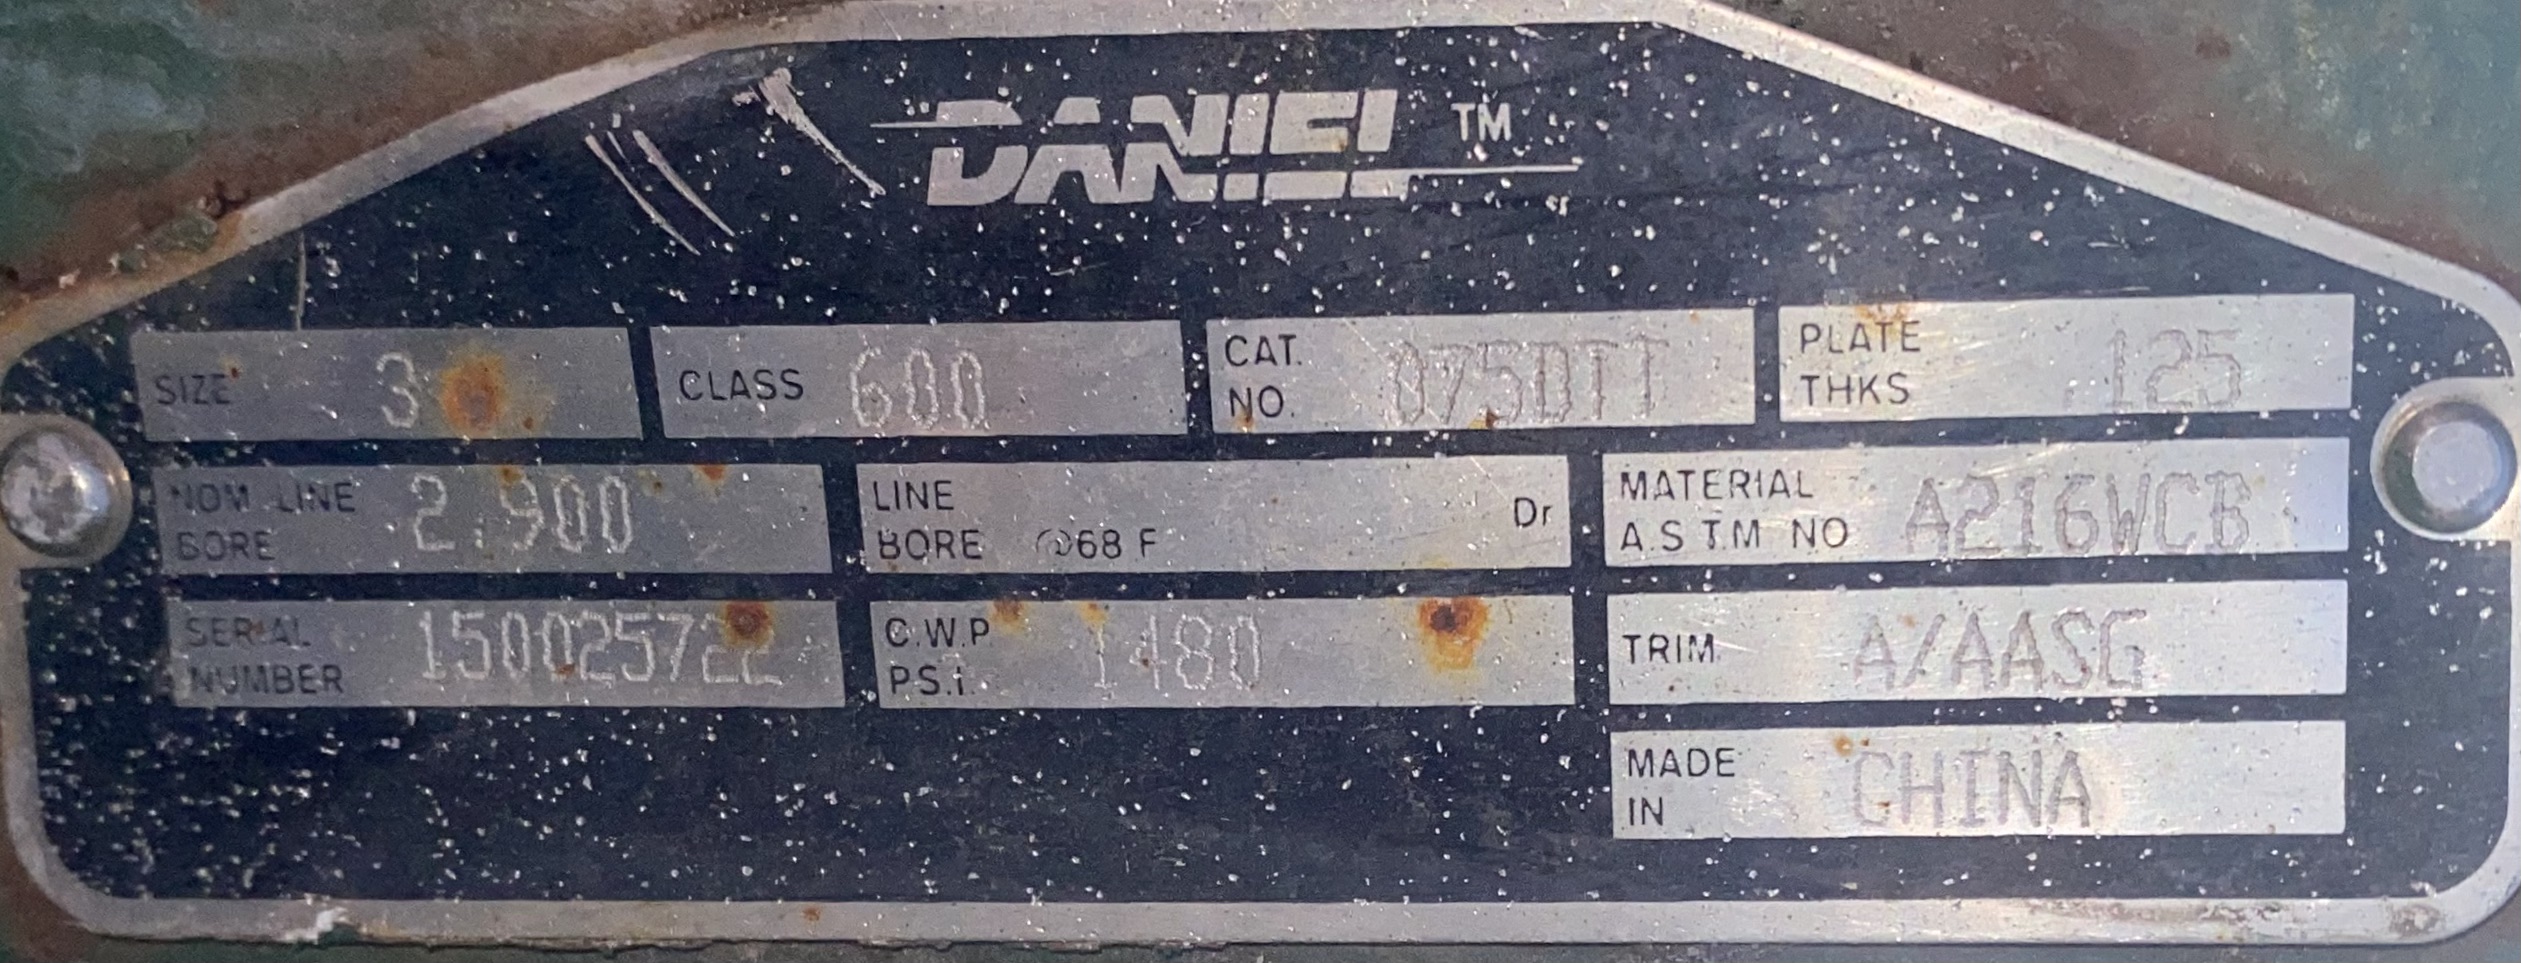 DANIEL TM
SIZE 3
CLASS 600
CAT. NO. 075DTT
PLATE THKS .125
NOM LINE BORE 2.900
LINE BORE @68 F Dr
MATERIAL A.S.T.M NO A216WCB
SERIAL NUMBER 150025722
C.W.P P.S.i. 1480
TRIM A/AASG
MADE IN CHINA